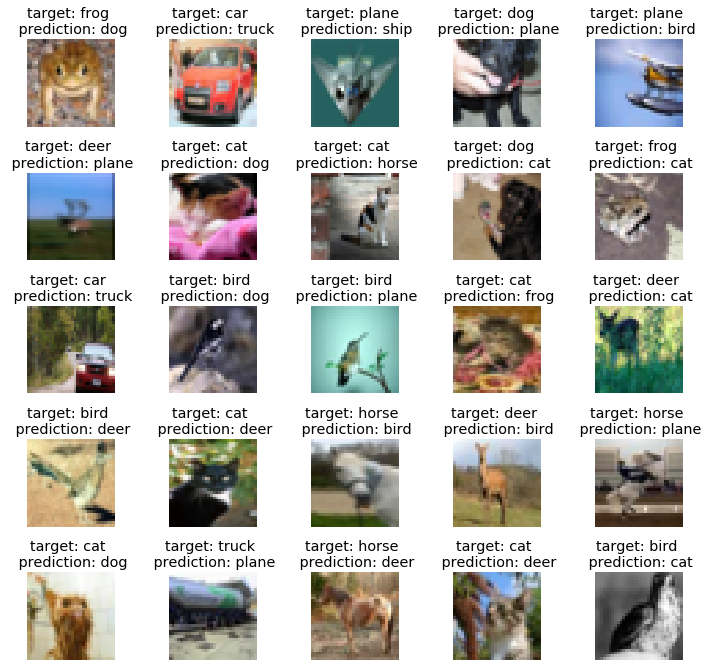 target: frog
prediction: dog
target: car
prediction: truck
target: plane
prediction: ship
target: dog
prediction: plane
target: plane
prediction: bird
target: deer
prediction: plane
target: cat
prediction: dog
target: cat
prediction: horse
target: dog
prediction: cat
target: frog
prediction: cat
target: car
prediction: truck
target: bird
prediction: dog
target: bird
prediction: plane
target: cat
prediction: frog
target: deer
prediction: cat
target: bird
prediction: deer
target: cat
prediction: deer
target: horse
prediction: bird
target: deer
prediction: bird
target: horse
prediction: plane
target: cat
prediction: dog
target: truck
prediction: plane
target: horse
prediction: deer
target: cat
prediction: deer
target: bird
prediction: cat